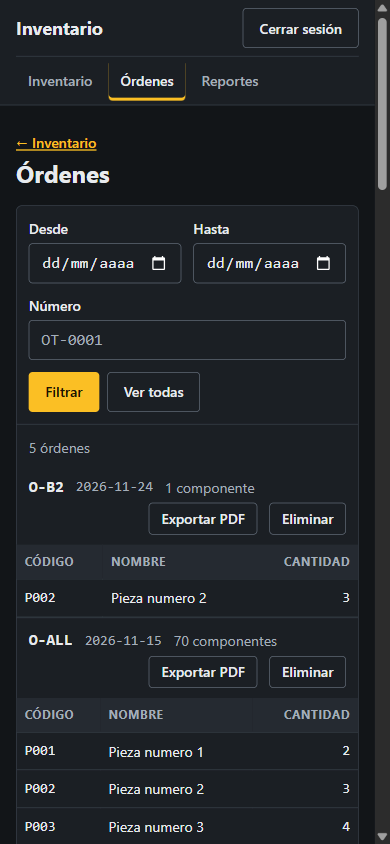 Inventario
Cerrar sesión
Inventario Órdenes Reportes
← Inventario
Órdenes
Desde Hasta
dd/mm/aaaa dd/mm/aaaa
Número
OT-0001
Filtrar Ver todas
5 órdenes
O-B2 2026-11-24 1 componente
Exportar PDF Eliminar
CÓDIGO NOMBRE CANTIDAD
P002 Pieza numero 2 3
O-ALL 2026-11-15 70 componentes
Exportar PDF Eliminar
CÓDIGO NOMBRE CANTIDAD
P001 Pieza numero 1 2
P002 Pieza numero 2 3
P003 Pieza numero 3 4